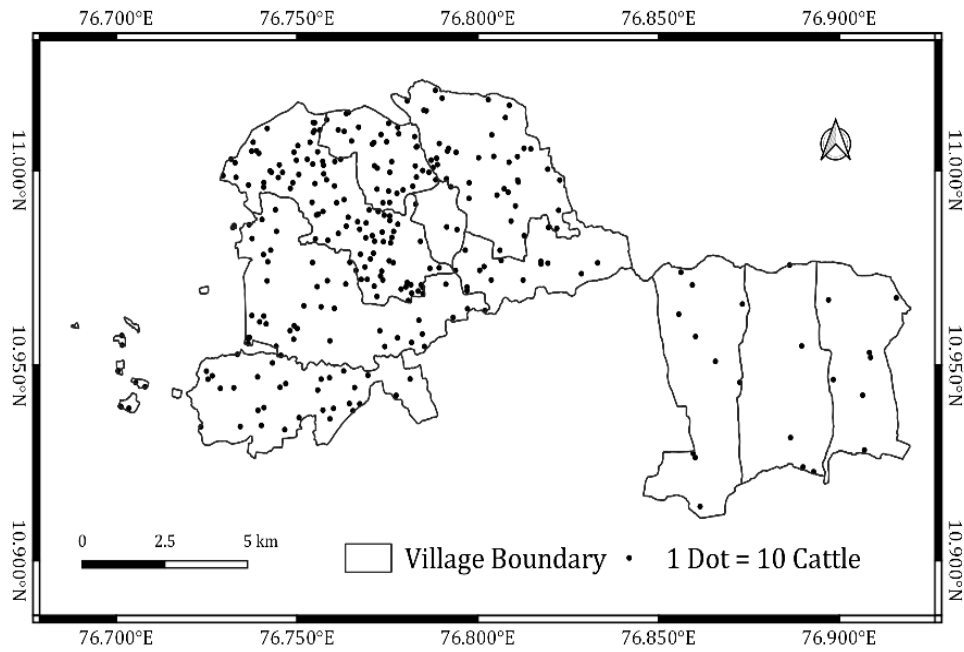 76.700°E 76.750°E 76.800°E 76.850°E 76.900°E
11.000°N 11.000°N
10.950°N 10.950°N
10.900°N 10.900°N
0 2.5 5 km
Village Boundary 1 Dot = 10 Cattle
76.700°E 76.750°E 76.800°E 76.850°E 76.900°E